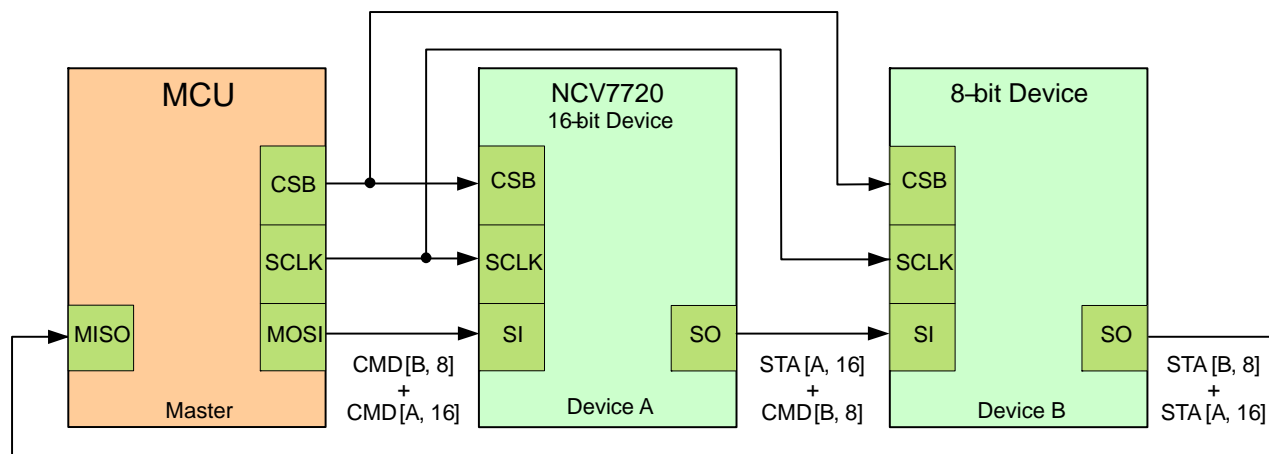 MCU
CSB
SCLK
MISO
MOSI
Master
CMD[B, 8]
+
CMD[A, 16]
NCV7720
16-bit Device
CSB
SCLK
SI
SO
Device A
STA[A, 16]
+
CMD[B, 8]
8-bit Device
CSB
SCLK
SI
SO
Device B
STA[B, 8]
+
STA[A, 16]